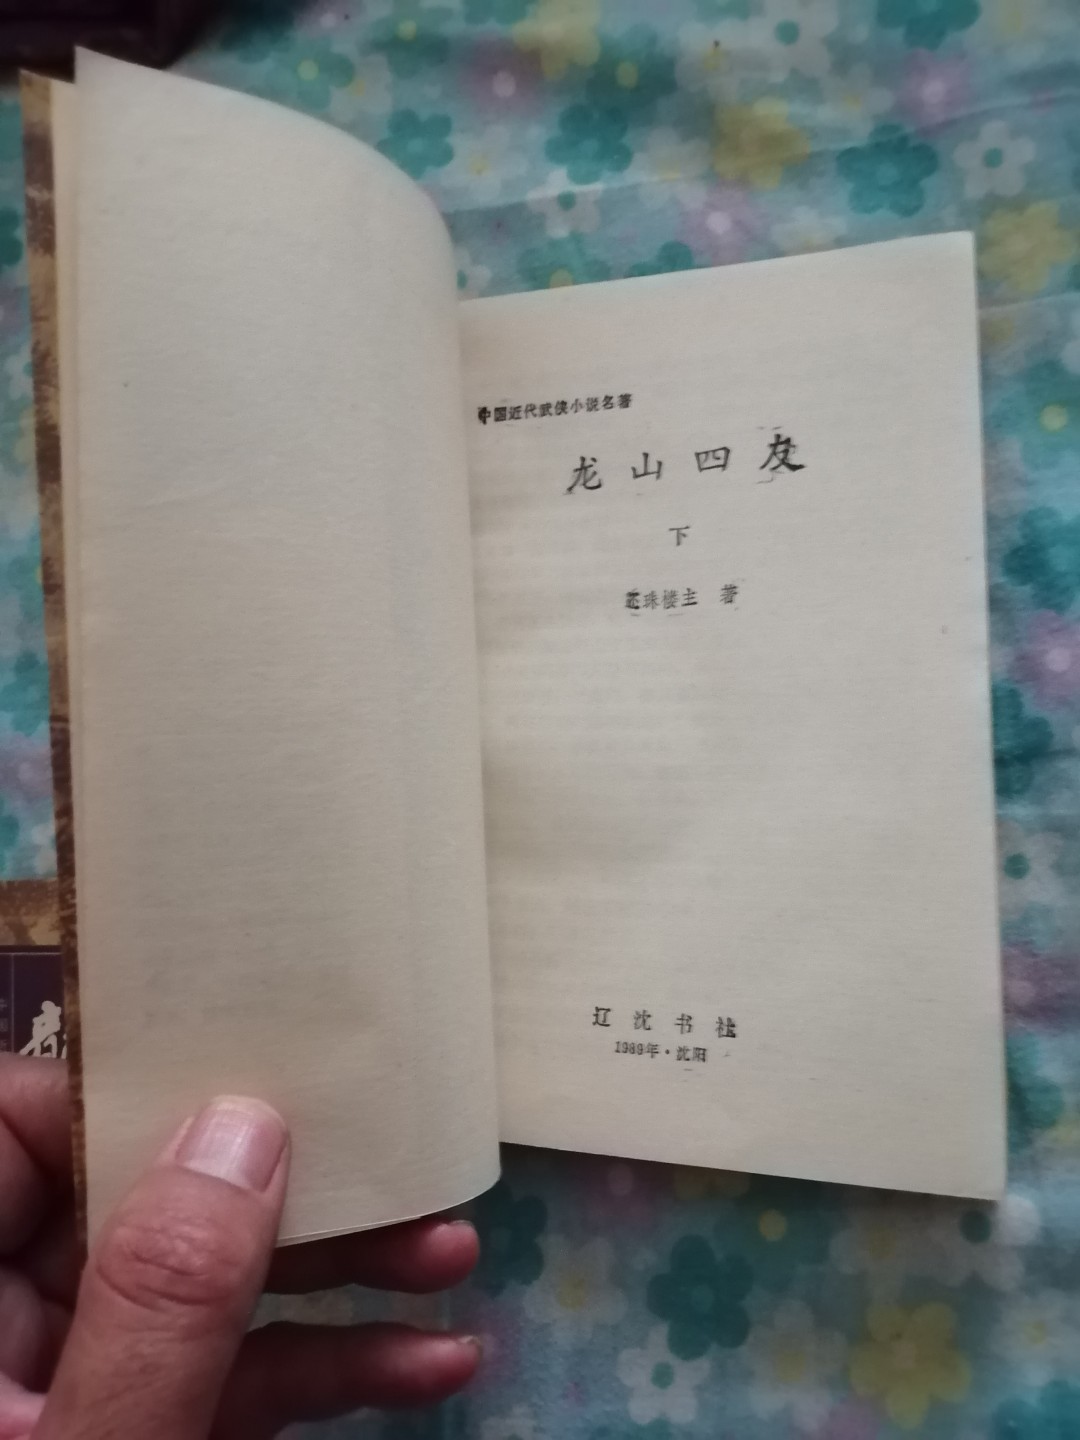 中国近代武侠小说名著
龙山四友
下
还珠楼主 著
辽沈书社
1989年·沈阳